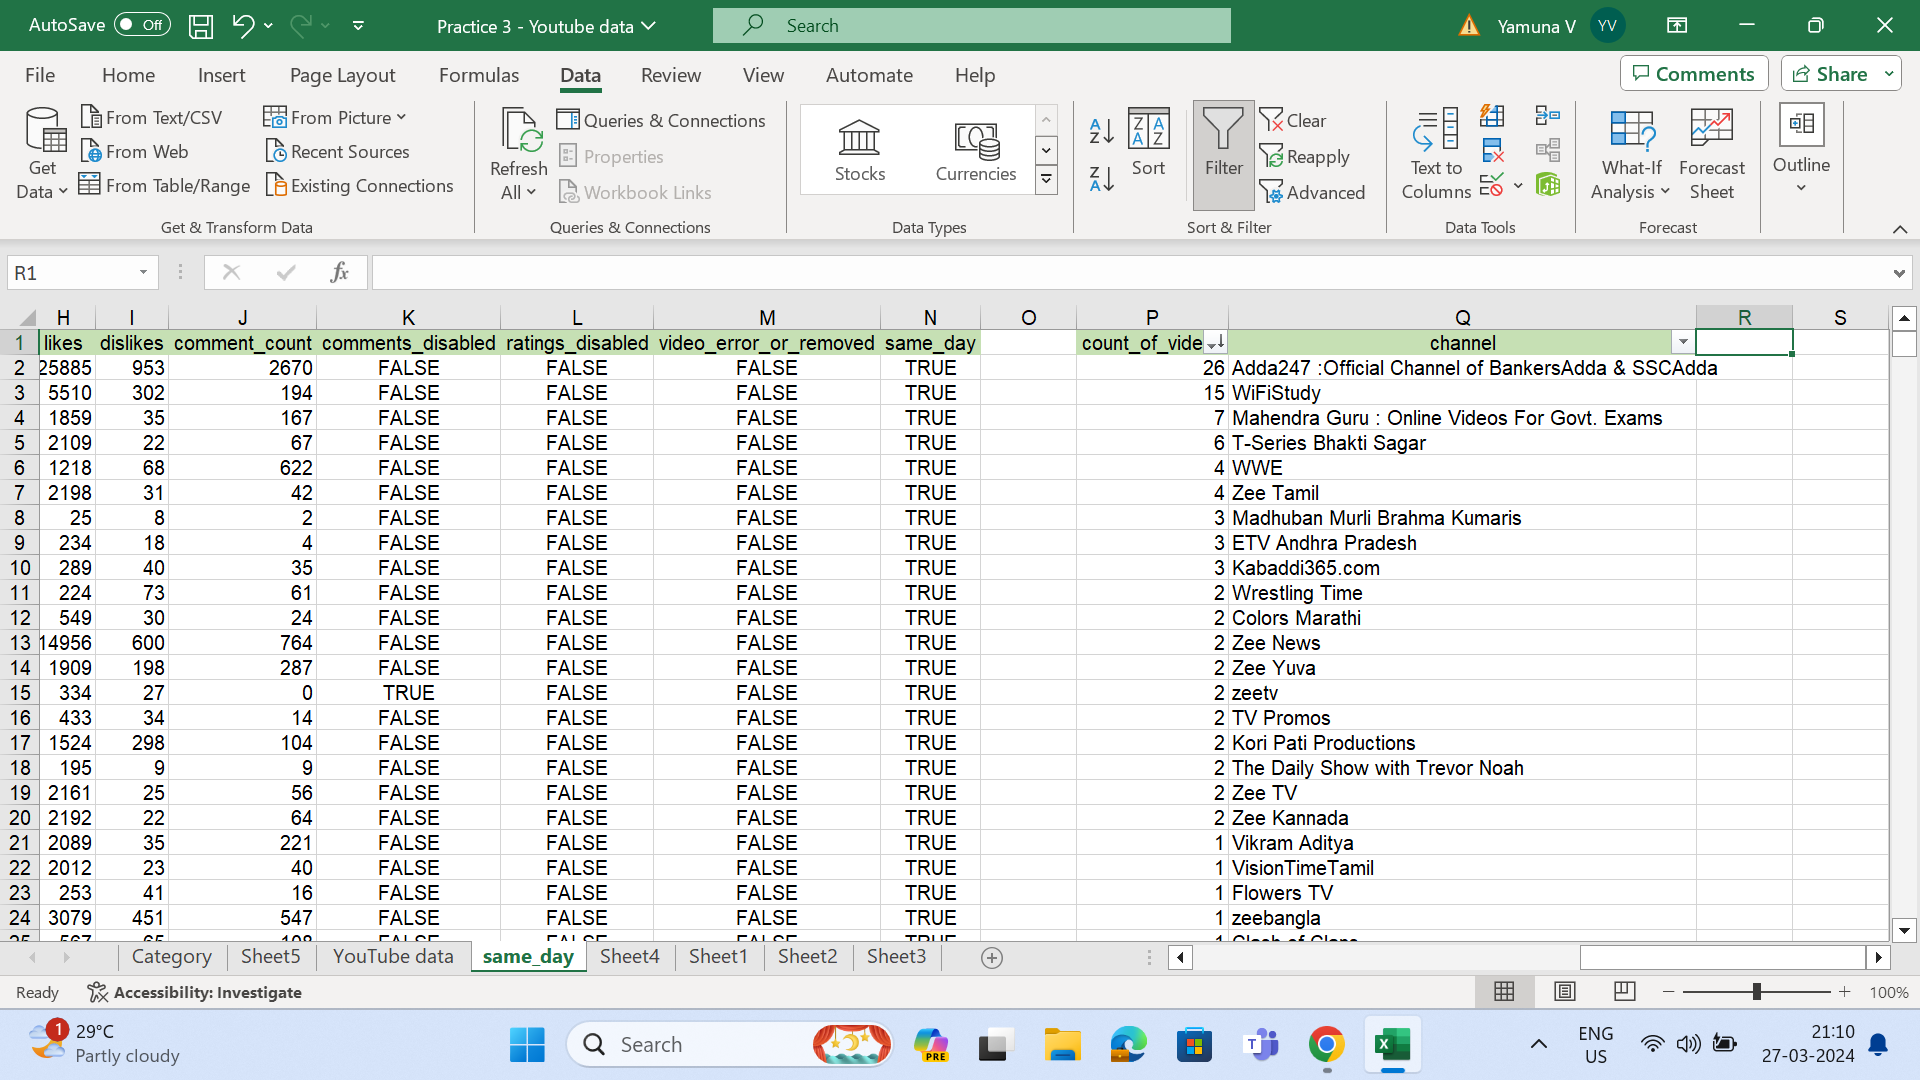 AutoSave Off Practice 3 - Youtube data Search Yamuna V YV
File Home Insert Page Layout Formulas Data Review View Automate Help Comments Share
Get Data
From Text/CSV
From Web
From Table/Range
From Picture
Recent Sources
Existing Connections
Get & Transform Data
Refresh All
Queries & Connections
Properties
Workbook Links
Queries & Connections
Stocks Currencies
Data Types
Sort
Filter
Clear
Reapply
Advanced
Sort & Filter
Text to Columns
Data Tools
What-If Analysis
Forecast Sheet
Forecast
Outline
R1 fx
H I J K L M N O P Q R S
1 likes dislikes comment_count comments_disabled ratings_disabled video_error_or_removed same_day count_of_vide channel
2 25885 953 2670 FALSE FALSE FALSE TRUE 26 Adda247 :Official Channel of BankersAdda & SSCAdda
3 5510 302 194 FALSE FALSE FALSE TRUE 15 WiFiStudy
4 1859 35 167 FALSE FALSE FALSE TRUE 7 Mahendra Guru : Online Videos For Govt. Exams
5 2109 22 67 FALSE FALSE FALSE TRUE 6 T-Series Bhakti Sagar
6 1218 68 622 FALSE FALSE FALSE TRUE 4 WWE
7 2198 31 42 FALSE FALSE FALSE TRUE 4 Zee Tamil
8 25 8 2 FALSE FALSE FALSE TRUE 3 Madhuban Murli Brahma Kumaris
9 234 18 4 FALSE FALSE FALSE TRUE 3 ETV Andhra Pradesh
10 289 40 35 FALSE FALSE FALSE TRUE 3 Kabaddi365.com
11 224 73 61 FALSE FALSE FALSE TRUE 2 Wrestling Time
12 549 30 24 FALSE FALSE FALSE TRUE 2 Colors Marathi
13 14956 600 764 FALSE FALSE FALSE TRUE 2 Zee News
14 1909 198 287 FALSE FALSE FALSE TRUE 2 Zee Yuva
15 334 27 0 TRUE FALSE FALSE TRUE 2 zeetv
16 433 34 14 FALSE FALSE FALSE TRUE 2 TV Promos
17 1524 298 104 FALSE FALSE FALSE TRUE 2 Kori Pati Productions
18 195 9 9 FALSE FALSE FALSE TRUE 2 The Daily Show with Trevor Noah
19 2161 25 56 FALSE FALSE FALSE TRUE 2 Zee TV
20 2192 22 64 FALSE FALSE FALSE TRUE 2 Zee Kannada
21 2089 35 221 FALSE FALSE FALSE TRUE 1 Vikram Aditya
22 2012 23 40 FALSE FALSE FALSE TRUE 1 VisionTimeTamil
23 253 41 16 FALSE FALSE FALSE TRUE 1 Flowers TV
24 3079 451 547 FALSE FALSE FALSE TRUE 1 zeebangla
Category Sheet5 YouTube data same_day Sheet4 Sheet1 Sheet2 Sheet3
Ready Accessibility: Investigate 100%
1 29°C
Partly cloudy
Search
PRE
ENG
US
21:10
27-03-2024